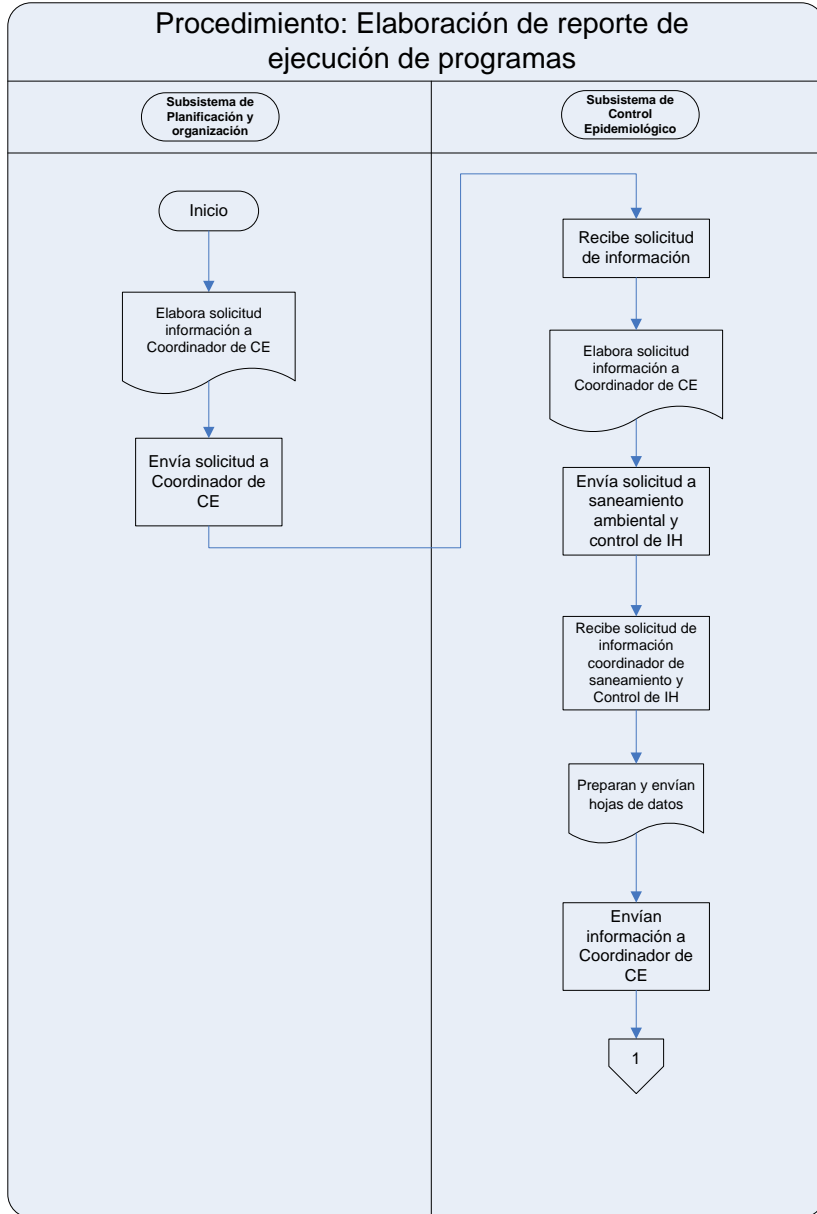 Procedimiento: Elaboración de reporte de
ejecución de programas
Subsistema de
Planificación y
organización
Subsistema de
Control
Epidemiológico
Inicio
Elabora solicitud
información a
Coordinador de CE
Envía solicitud a
Coordinador de
CE
Recibe solicitud
de información
Elabora solicitud
información a
Coordinador de CE
Envía solicitud a
saneamiento
ambiental y
control de IH
Recibe solicitud de
información
coordinador de
saneamiento y
Control de IH
Preparan y envían
hojas de datos
Envían
información a
Coordinador de
CE
1